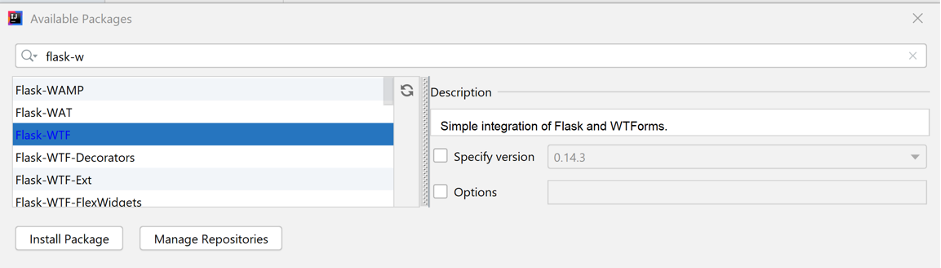 Available Packages
flask-w
Flask-WAMP
Flask-WAT
Flask-WTF
Flask-WTF-Decorators
Flask-WTF-Ext
Flask-WTF-FlexWidgets
Description
Simple integration of Flask and WTForms.
Specify version 0.14.3
Options
Install Package Manage Repositories